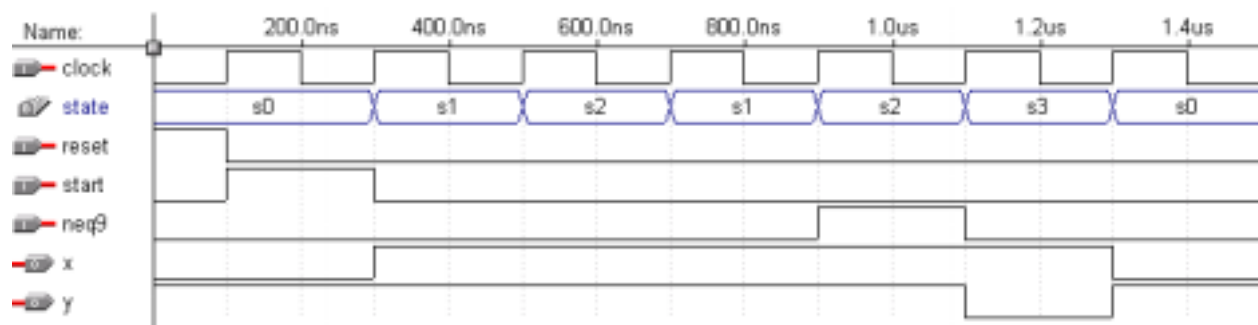 Name: 200.0ns 400.0ns 600.0ns 800.0ns 1.0us 1.2us 1.4us
clock
state s0 s1 s2 s1 s2 s3 s0
reset
start
neq9
x
y